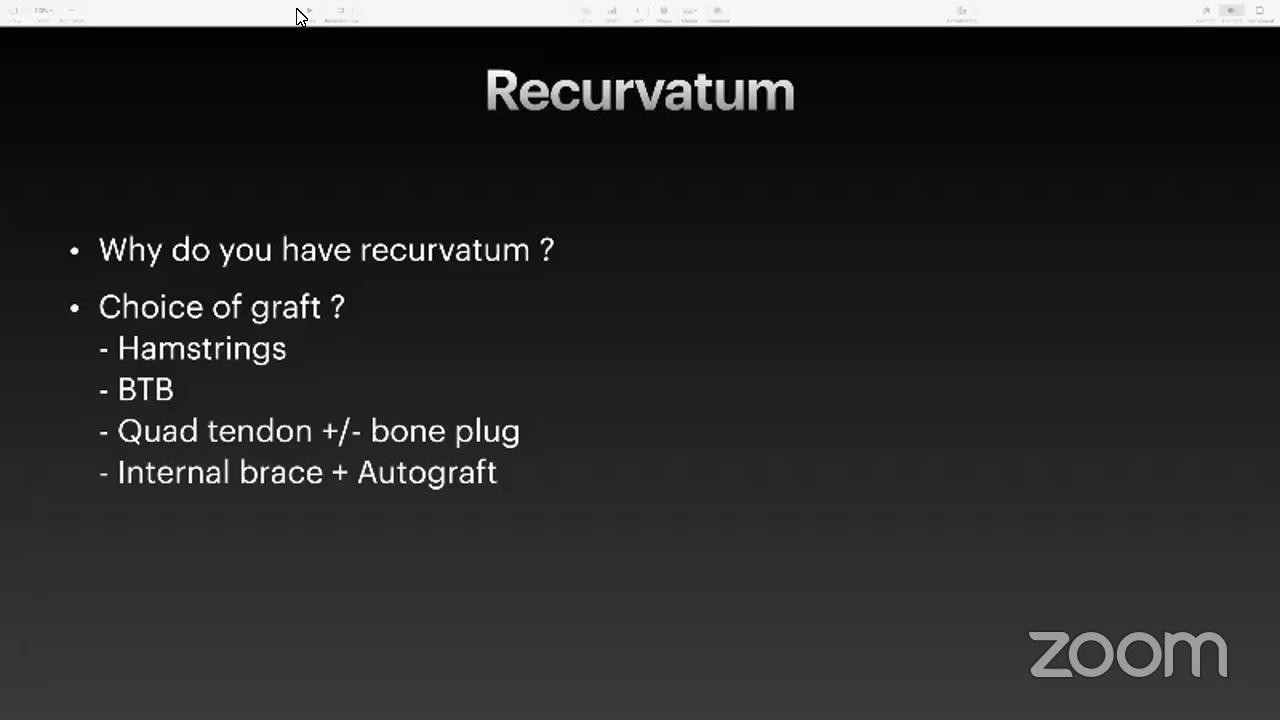 Recurvatum
• Why do you have recurvatum ?
• Choice of graft ?
- Hamstrings
- BTB
- Quad tendon +/- bone plug
- Internal brace + Autograft
zoom